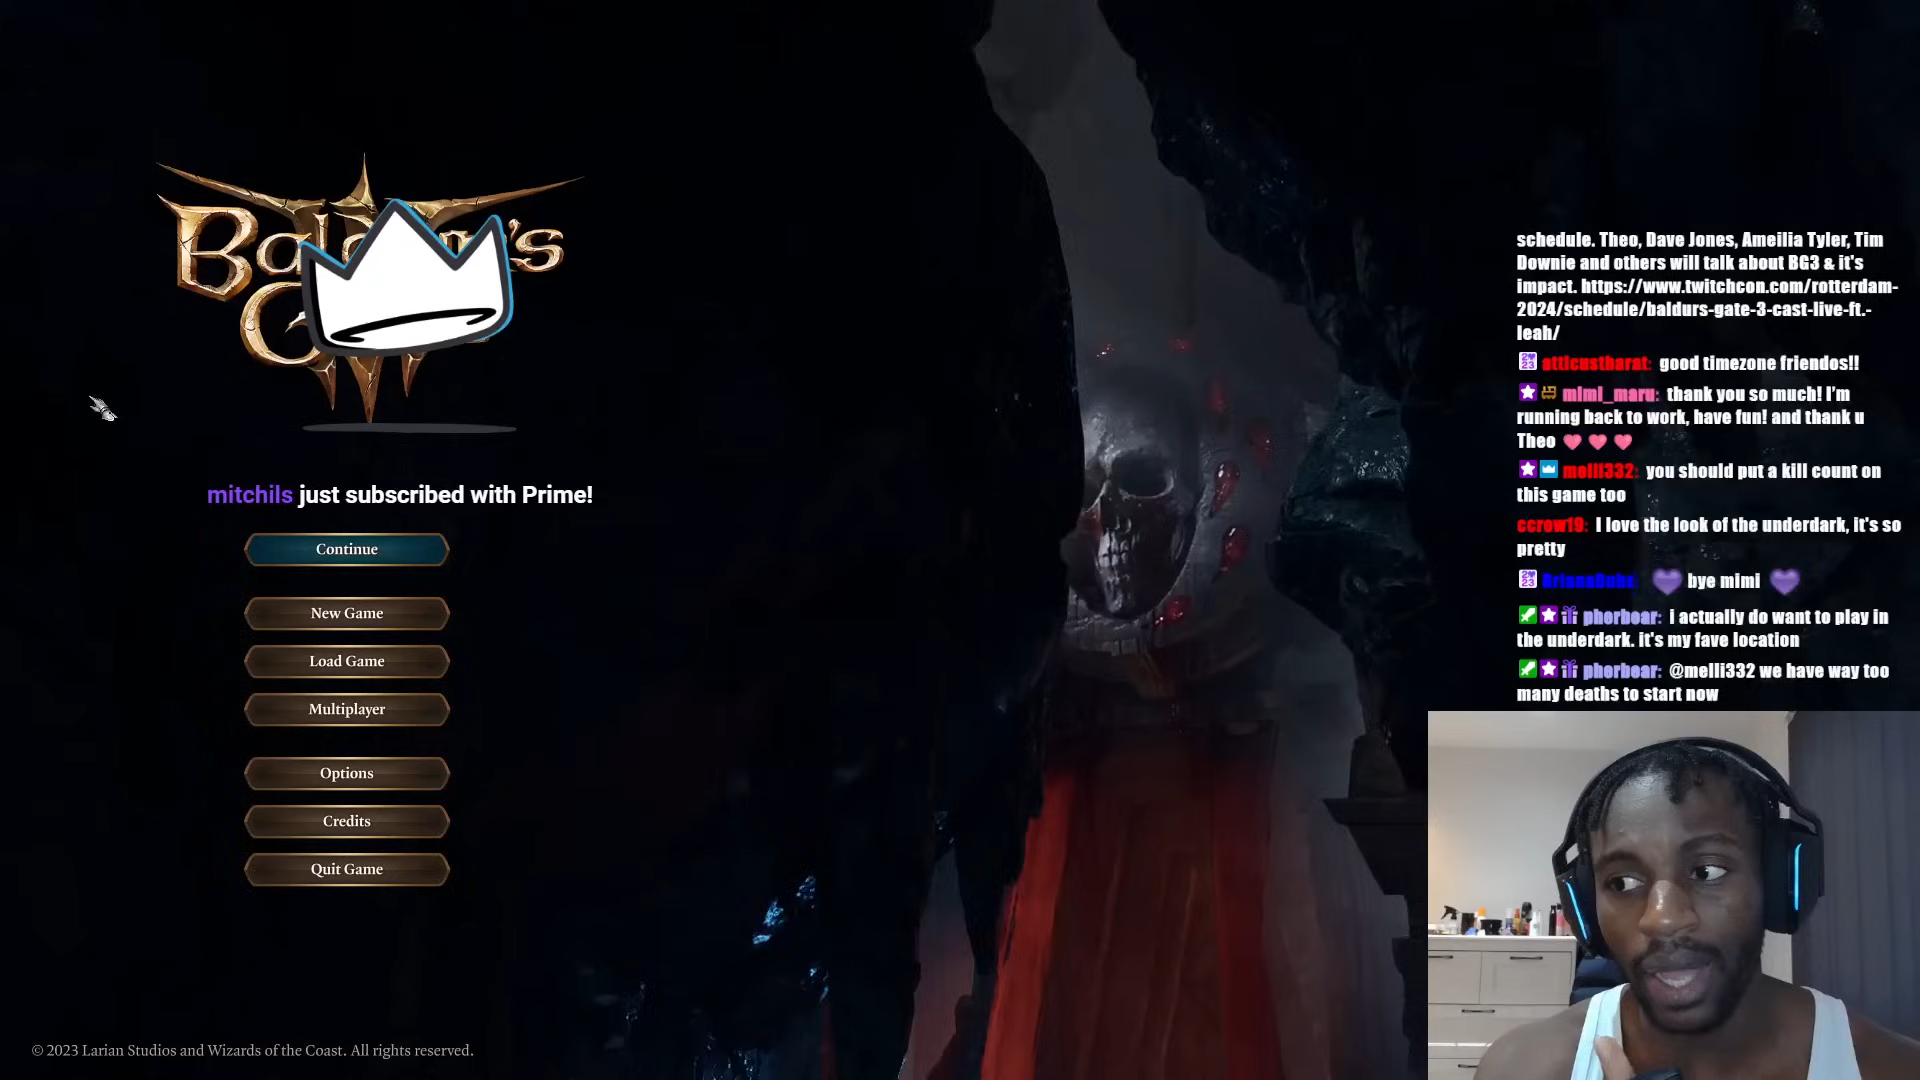 schedule. Theo, Dave Jones, Ameilia Tyler, Tim
Downie and others will talk about BG3 & it's
impact. https://www.twitchcon.com/rotterdam-
2024/schedule/baldurs-gate-3-cast-live-ft.-
leah/
atticustharat: good timezone friendos!!
mimi_maru: thank you so much! I'm
running back to work, have fun! and thank u
Theo
melli332: you should put a kill count on
this game too
ccrow19: I love the look of the underdark, it's so
pretty
bye mimi
pherbear: i actually do want to play in
the underdark. it's my fave location
pherbear: @melli332 we have way too
many deaths to start now
mitchils just subscribed with Prime!
Continue
New Game
Load Game
Multiplayer
Options
Credits
Quit Game
© 2023 Larian Studios and Wizards of the Coast. All rights reserved.